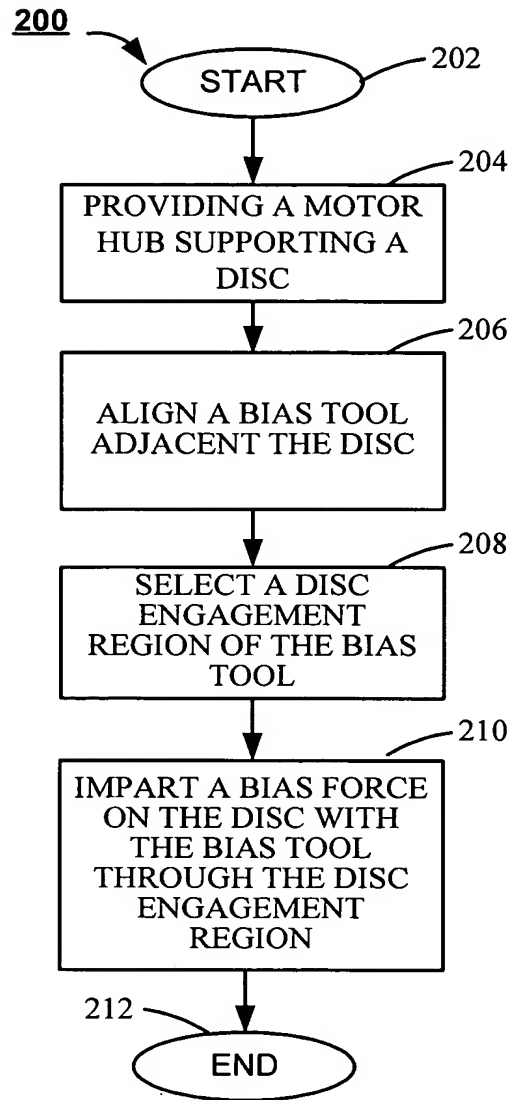 200
START
202
204
PROVIDING A MOTOR
HUB SUPPORTING A
DISC
206
ALIGN A BIAS TOOL
ADJACENT THE DISC
208
SELECT A DISC
ENGAGEMENT
REGION OF THE BIAS
TOOL
210
IMPART A BIAS FORCE
ON THE DISC WITH
THE BIAS TOOL
THROUGH THE DISC
ENGAGEMENT
REGION
212
END